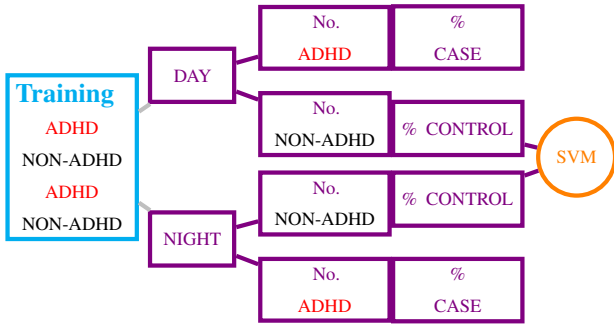 Training
ADHD
NON-ADHD
ADHD
NON-ADHD
DAY
NIGHT
No.
ADHD
%
CASE
No.
NON-ADHD
% CONTROL
No.
NON-ADHD
% CONTROL
No.
ADHD
%
CASE
SVM